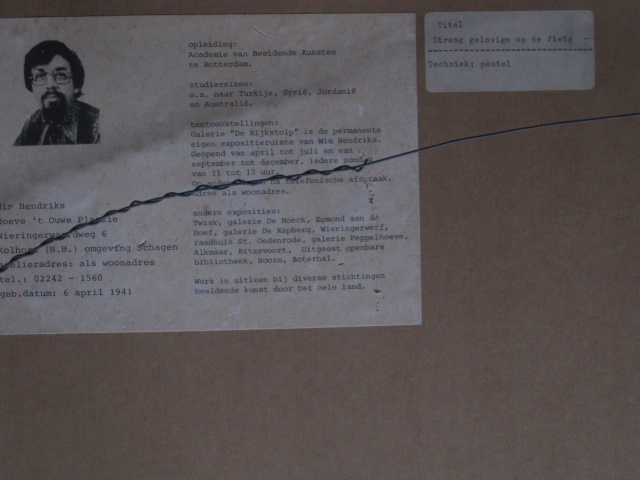 opleiding:
Academie van Beeldende Kunsten
te Rotterdam.
studiereizen:
o.a. naar Turkije, Syrië, Jordanië
en Australië.
tentoonstellingen:
Galerie "De Kijkstolp" is de permanente
eigen expositieruimte van Wim Hendriks.
Geopend van april tot juli en van
september tot december, iedere zondag
van 11 tot 17 uur.
na telefonische afspraak.
Adres als woonadres.
andere exposities:
Twisk, galerie De Hoeck, Egmond aan de
Hoef, galerie De Kapberg, Wieringerwerf,
raadhuis St. Oedenrode, galerie Peppelhoeve,
Alkmaar, Ritsevoort, Uitgeest openbare
bibliotheek, Hoorn, Boterhal.
Werk in uitleen bij diverse stichtingen
beeldende kunst door het hele land.
Wim Hendriks
Hoeve 't Ouwe
Wieringerwaardweg 6
Kolhorn (N.H.) omgeving Schagen
atelieradres: als woonadres
tel.: 02242 - 1560
geb.datum: 6 april 1941
Titel
Streng gelovige op de fiets -
Techniek; pastel